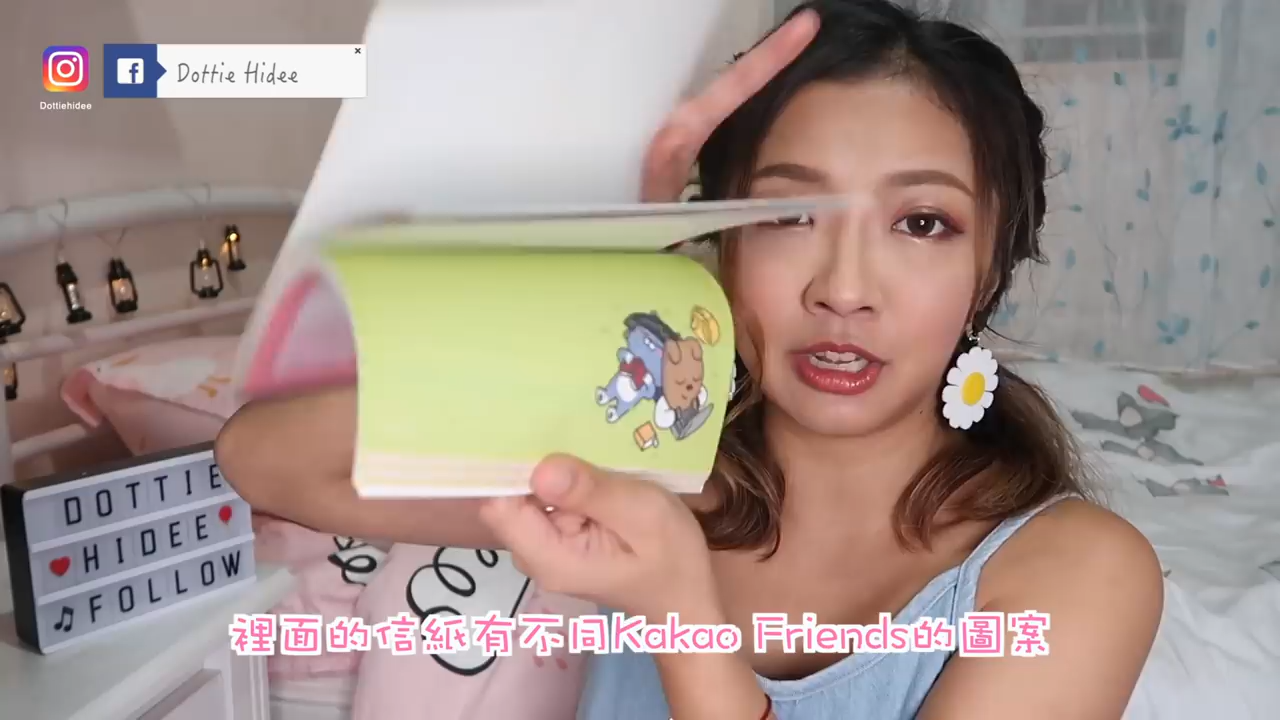 Dottie Hidee
Dottiehidee
DOTTIE
HIDEE
FOLLOW
裡面的信紙有不同Kakao Friends的圖案